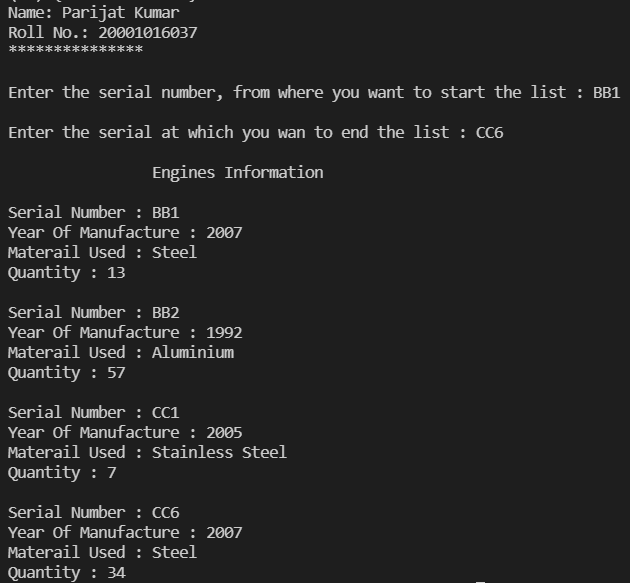 Name: Parijat Kumar
Roll No.: 20001016037
***************
Enter the serial number, from where you want to start the list : BB1
Enter the serial at which you wan to end the list : CC6
Engines Information
Serial Number : BB1
Year Of Manufacture : 2007
Materail Used : Steel
Quantity : 13
Serial Number : BB2
Year Of Manufacture : 1992
Materail Used : Aluminium
Quantity : 57
Serial Number : CC1
Year Of Manufacture : 2005
Materail Used : Stainless Steel
Quantity : 7
Serial Number : CC6
Year Of Manufacture : 2007
Materail Used : Steel
Quantity : 34